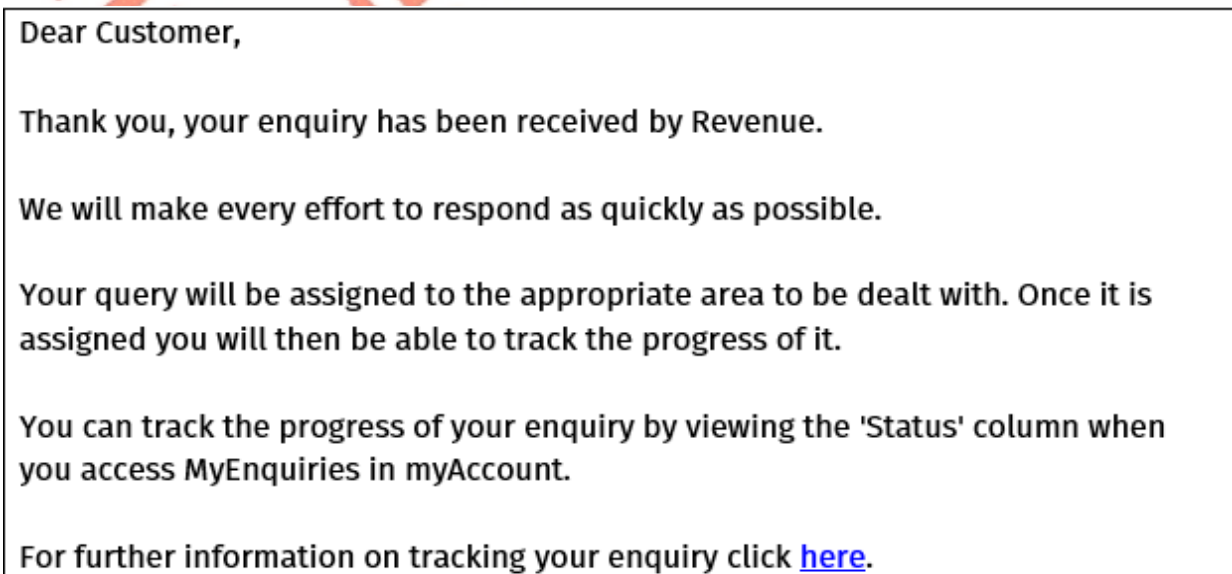 Dear Customer,
Thank you, your enquiry has been received by Revenue.
We will make every effort to respond as quickly as possible.
Your query will be assigned to the appropriate area to be dealt with. Once it is
assigned you will then be able to track the progress of it.
You can track the progress of your enquiry by viewing the 'Status' column when
you access MyEnquiries in myAccount.
For further information on tracking your enquiry click here.